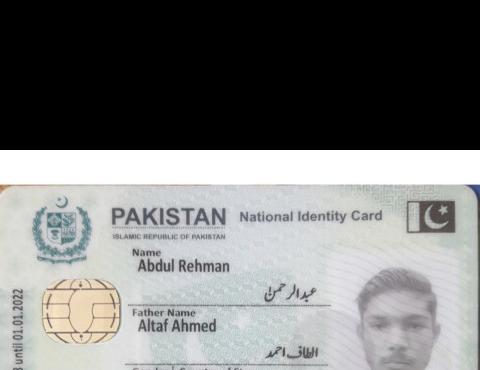 PAKISTAN National Identity Card
ISLAMIC REPUBLIC OF PAKISTAN
Name
Abdul Rehman
عبدالرحمن
Father Name
Altaf Ahmed
الطاف احمد
until 01.01.2022